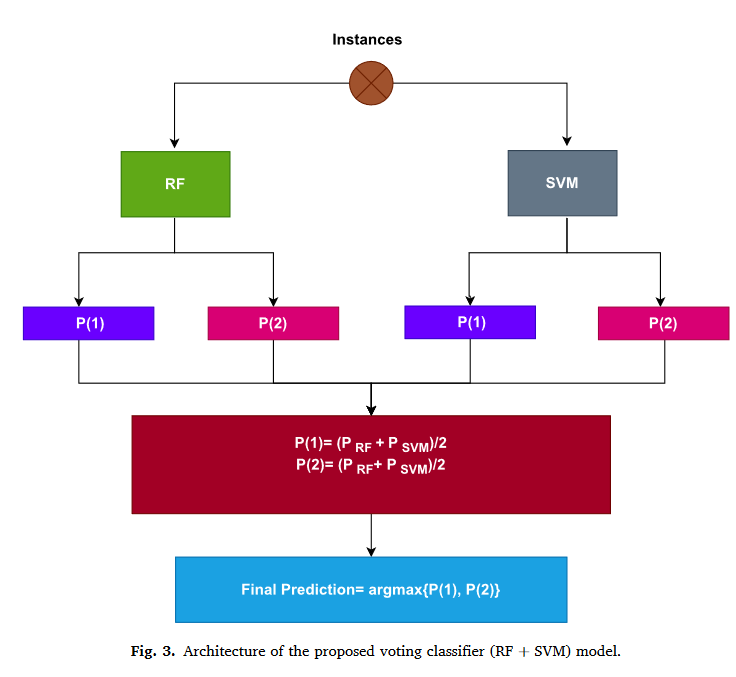 Instances
RF
SVM
P(1)
P(2)
P(1)
P(2)
P(1)= (P RF + P SVM)/2
P(2)= (P RF+ P SVM)/2
Final Prediction= argmax{P(1), P(2)}
Fig. 3. Architecture of the proposed voting classifier (RF + SVM) model.